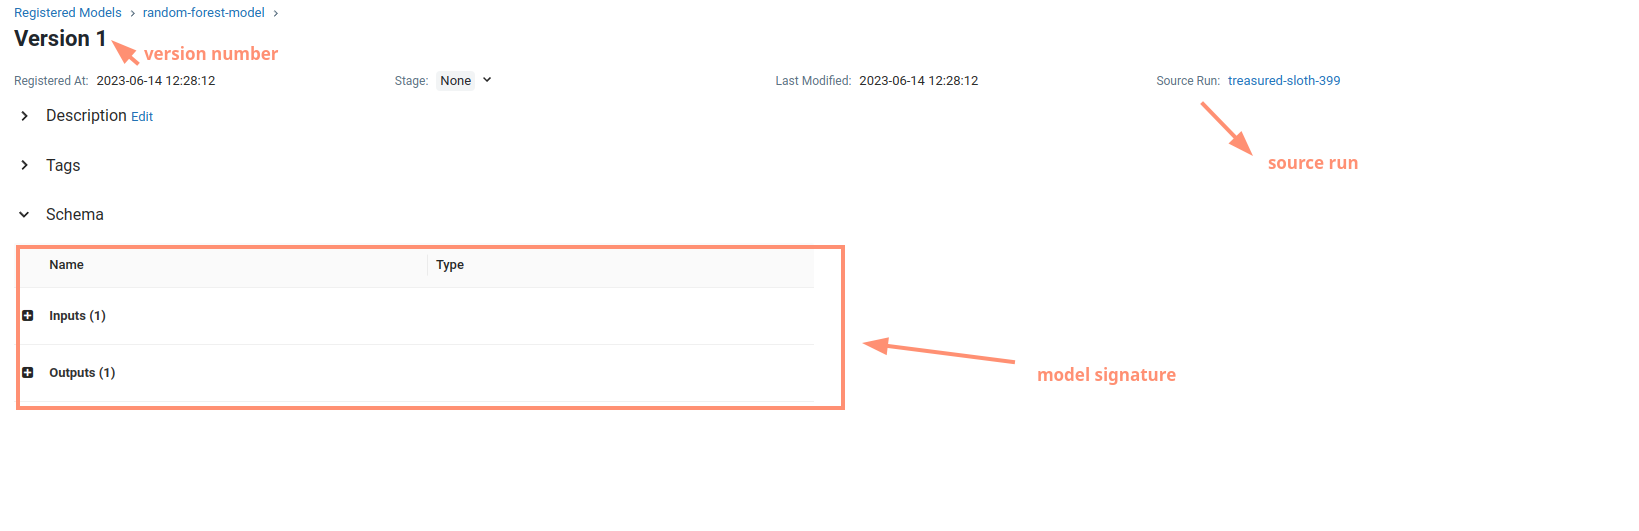 Registered Models › random-forest-model ›
Version 1
version number
Registered At: 2023-06-14 12:28:12 Stage: None Last Modified: 2023-06-14 12:28:12 Source Run: treasured-sloth-399
Description Edit
source run
Tags
Schema
Name Type
Inputs (1)
Outputs (1)
model signature